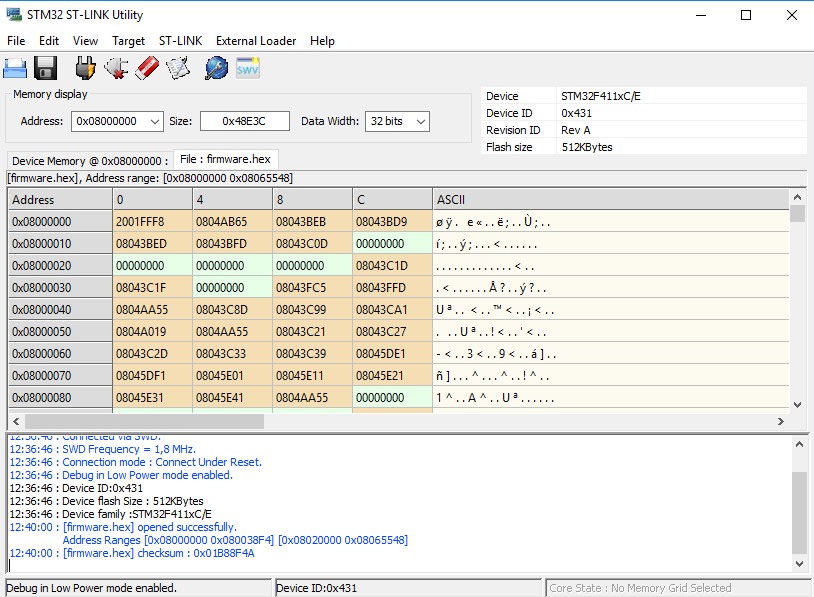 STM32 ST-LINK Utility
File Edit View Target ST-LINK External Loader Help
SWV
Memory display
Address: 0x08000000 Size: 0x48E3C Data Width: 32 bits
Device STM32F411xC/E
Device ID 0x431
Revision ID Rev A
Flash size 512KBytes
Device Memory @ 0x08000000 : File : firmware.hex
[firmware.hex], Address range: [0x08000000 0x08065548]
Address 0 4 8 C ASCII
0x08000000 2001FFF8 0804AB65 08043BEB 08043BD9 øÿ. e«..ë;..Ù;..
0x08000010 08043BED 08043BFD 08043C0D 00000000 í;..ý;...<......
0x08000020 00000000 00000000 00000000 08043C1D .............<..
0x08000030 08043C1F 00000000 08043FC5 08043FFD .<......Å?..ý?..
0x08000040 0804AA55 08043C8D 08043C99 08043CA1 Uª..<..™<..¡<..
0x08000050 0804A019 0804AA55 08043C21 08043C27 . ..Uª..!<..'<..
0x08000060 08043C2D 08043C33 08043C39 08045DE1 -<..3<..9<..á]..
0x08000070 08045DF1 08045E01 08045E11 08045E21 ñ]...^...^..!^..
0x08000080 08045E31 08045E41 0804AA55 00000000 1^..A^..Uª......
12:36:46 : Connected via SWD.
12:36:46 : SWD Frequency = 1,8 MHz.
12:36:46 : Connection mode : Connect Under Reset.
12:36:46 : Debug in Low Power mode enabled.
12:36:46 : Device ID:0x431
12:36:46 : Device flash Size : 512KBytes
12:36:46 : Device family :STM32F411xC/E
12:40:00 : [firmware.hex] opened successfully.
Address Ranges [0x08000000 0x080038F4] [0x08020000 0x08065548]
12:40:00 : [firmware.hex] checksum : 0x01B88F4A
Debug in Low Power mode enabled. Device ID:0x431 Core State : No Memory Grid Selected